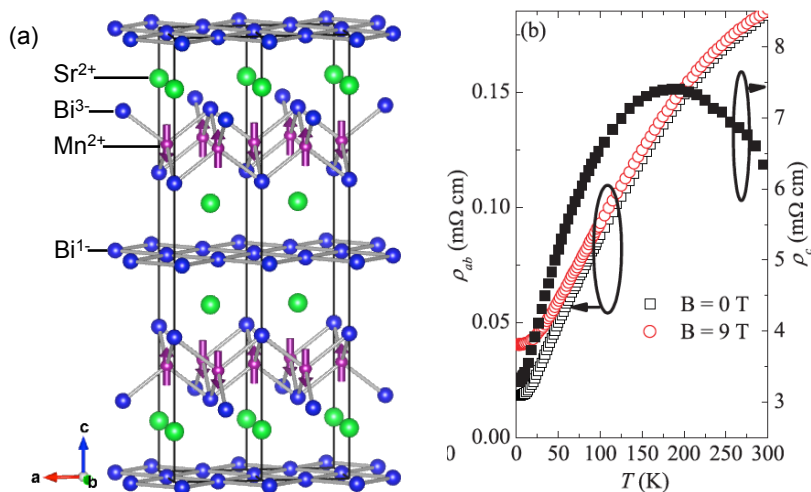 (a)
Sr2+
Bi3-
Mn2+
Bi1-
c
a
b
(b)
0.15
0.10
0.05
0.00
ρab (mΩ cm)
8
7
6
5
4
3
ρc (mΩ cm)
B = 0 T
B = 9 T
0
0 50 100 150 200 250 300
T (K)